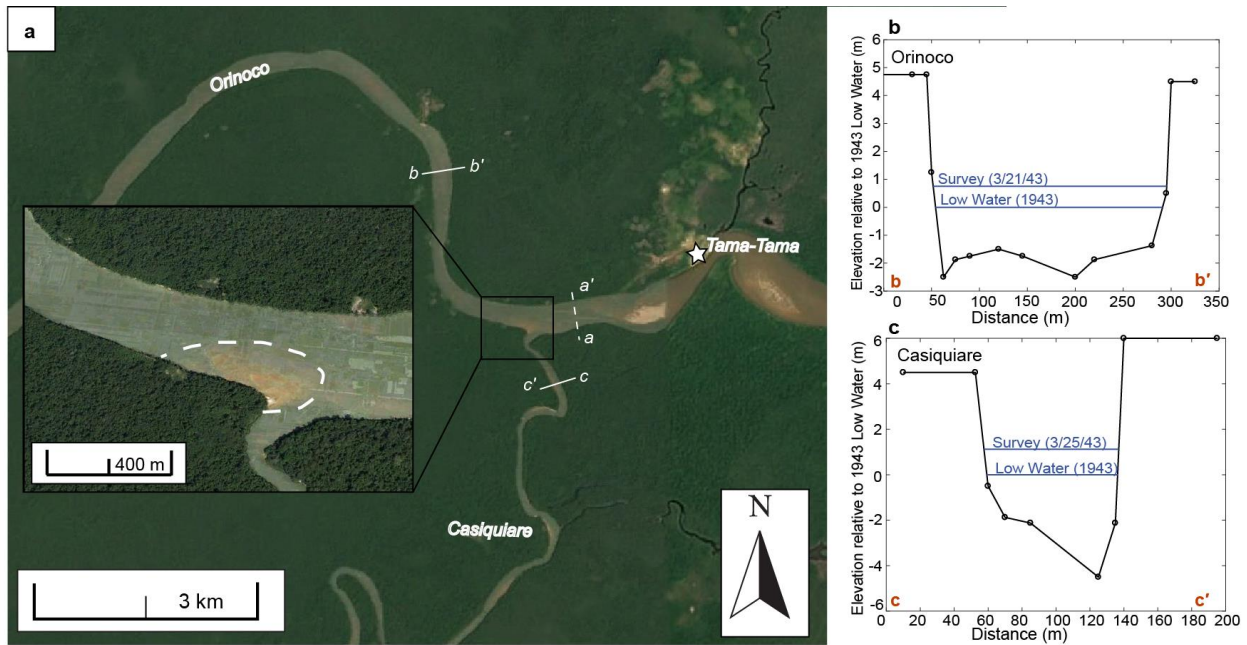 a
Orinoco
b
b'
Tama-Tama
a'
a
c'
c
400 m
Casiquiare
3 km
N
b
Elevation relative to 1943 Low Water (m)
6
5
4
3
2
1
0
-1
-2
-3
Orinoco
Survey (3/21/43)
Low Water (1943)
b
b'
0
50
100
150
200
250
300
350
Distance (m)
c
Elevation relative to 1943 Low Water (m)
6
4
2
0
-2
-4
-6
Casiquiare
Survey (3/25/43)
Low Water (1943)
c
c'
0
20
40
60
80
100
120
140
160
180
200
Distance (m)